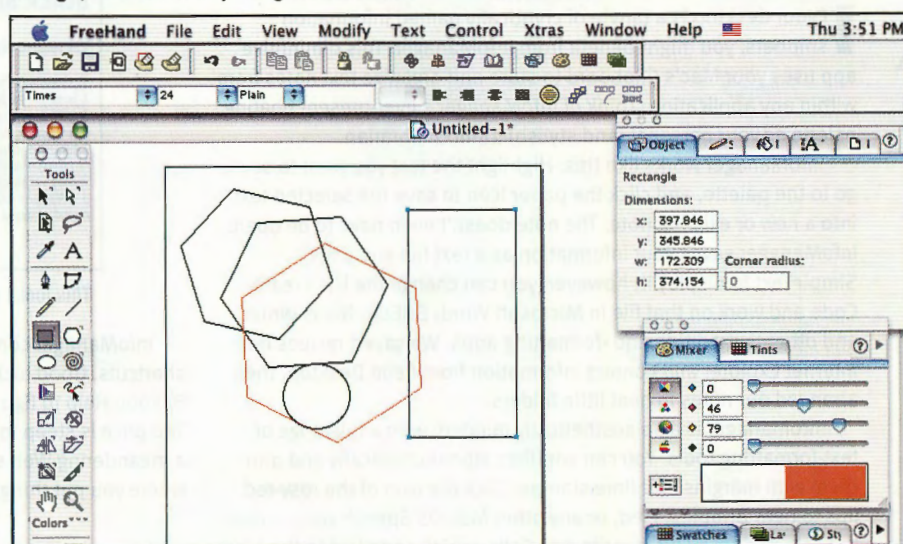 FreeHand File Edit View Modify Text Control Xtras Window Help Thu 3:51 PM
Times 24 Plain
Untitled-1*
Tools
Object
Rectangle
Dimensions:
x: 397.846
y: 345.846
w: 172.309 Corner radius:
h: 374.154 0
Mixer Tints
0
46
79
0
Colors
Swatches